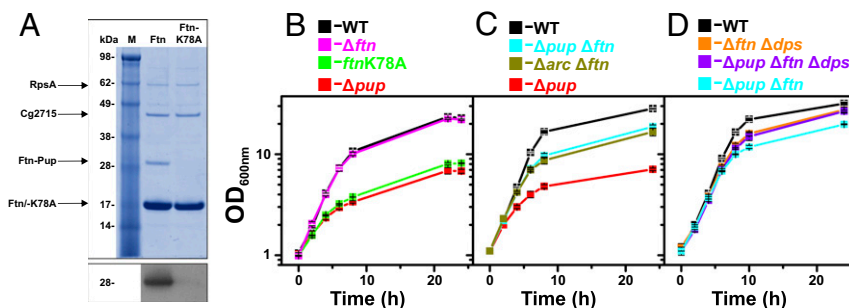 A
Ftn-
kDa M Ftn K78A
98-
RpsA
62-
49-
Cg2715
38-
Ftn-Pup
28-
Ftn/-K78A
17-
14-
28-
B
-WT
-Δftn
-ftnK78A
-Δpup
C
-WT
-Δpup Δftn
-Δarc Δftn
-Δpup
D
-WT
-Δftn Δdps
-Δpup Δftn Δdps
-Δpup Δftn
OD600nm
10
1
0 10 20
Time (h)
0 10 20
Time (h)
0 10 20
Time (h)